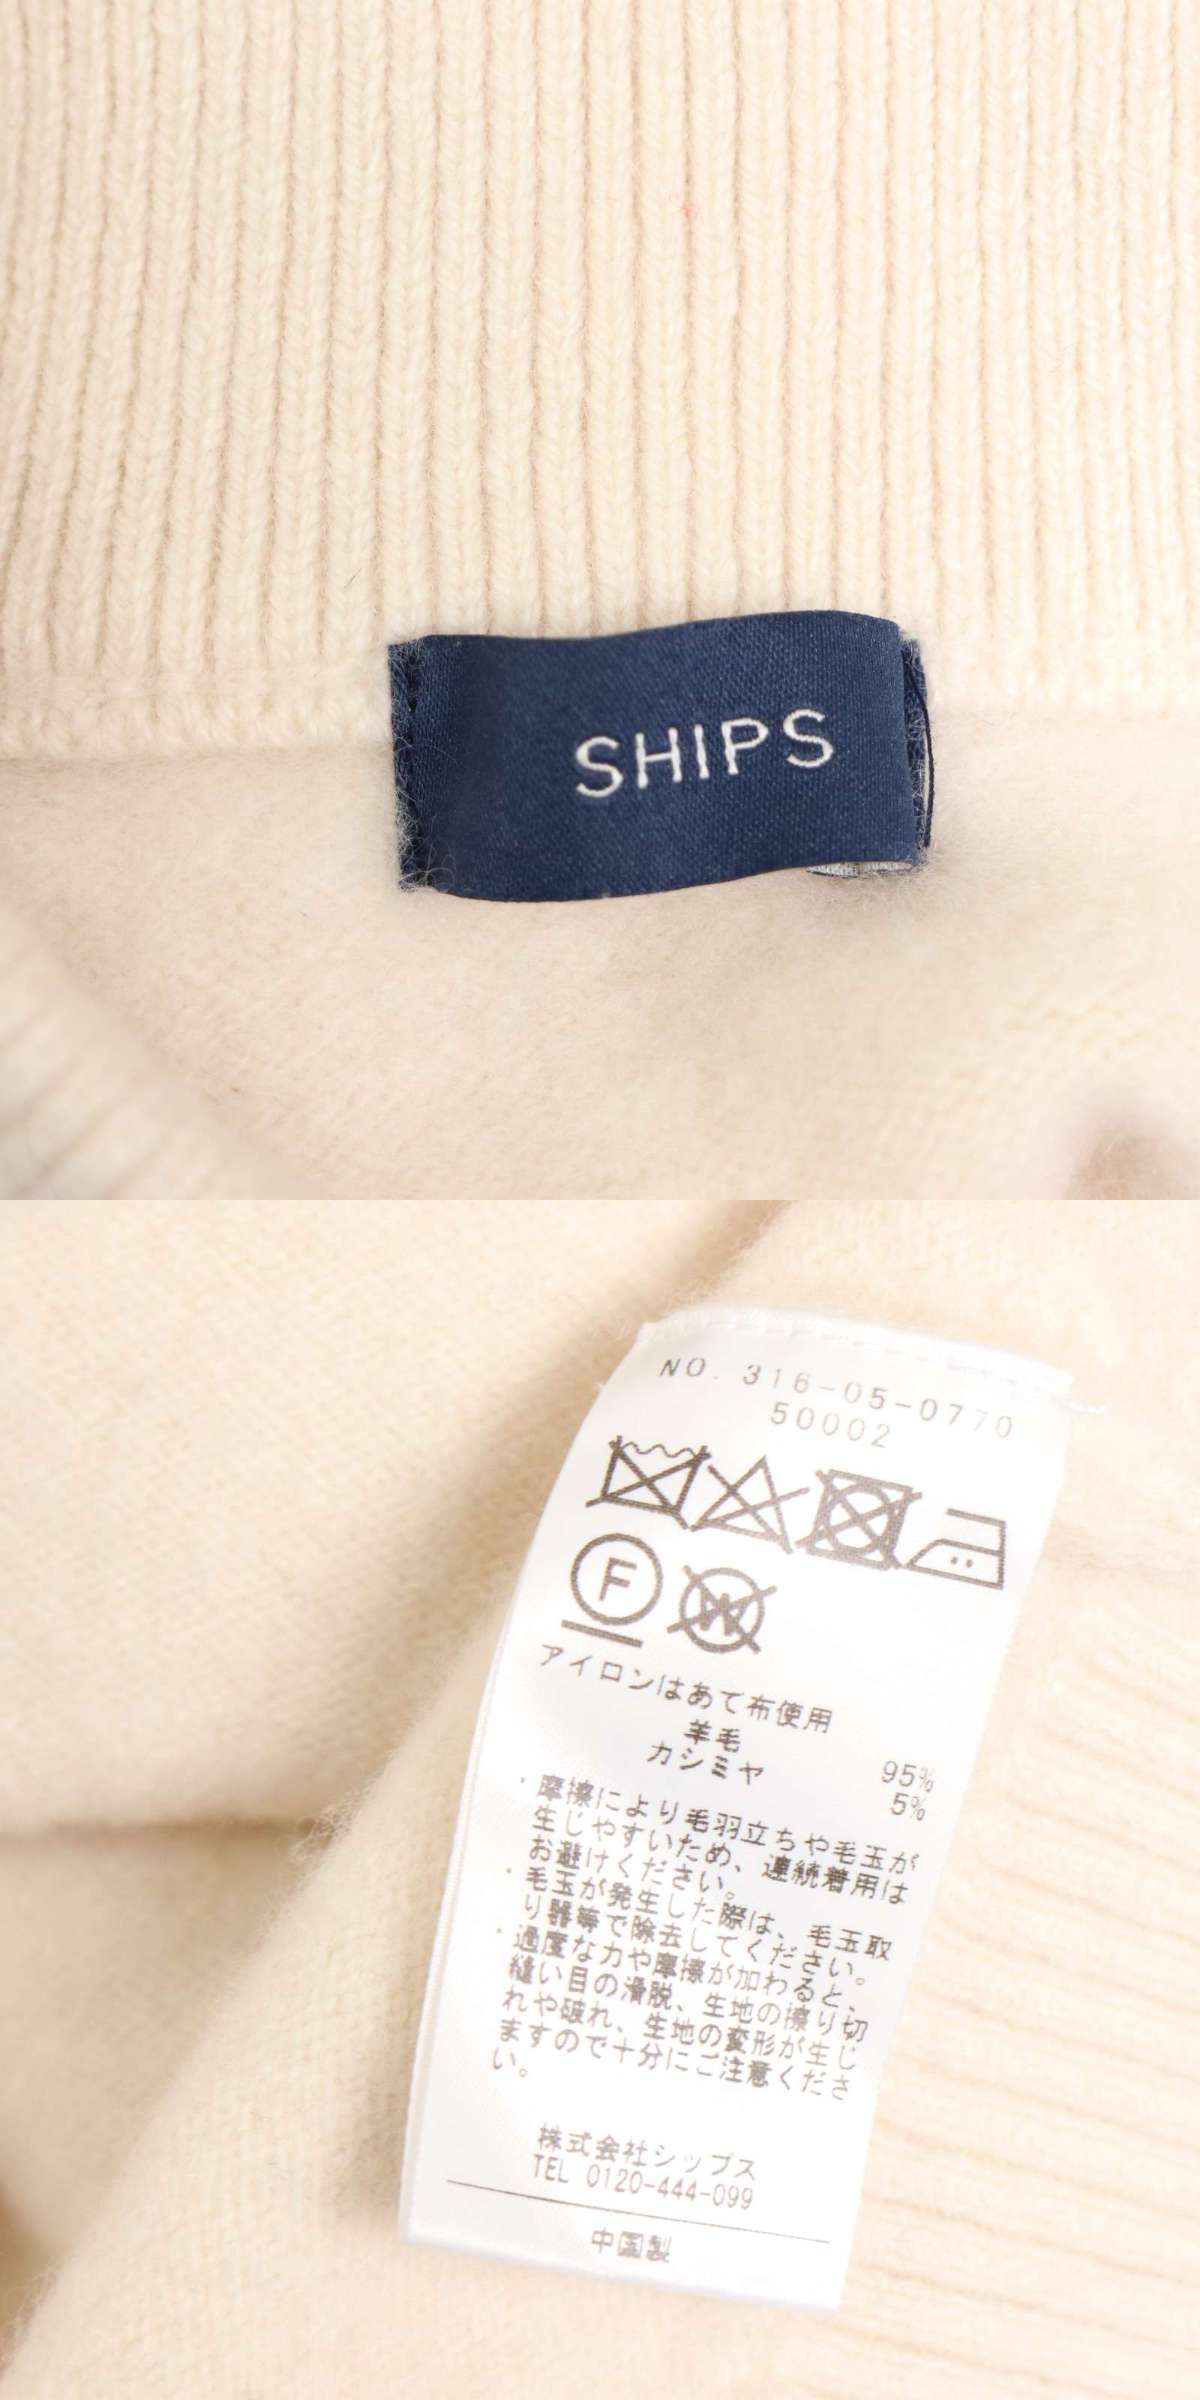 SHIPS
NO. 316-05-0770
50002
F
W
アイロンはあて布使用
羊毛 95%
カシミヤ 5%
・摩擦により毛羽立ちや毛玉が
生じやすいため、連続着用は
お避けください。
・毛玉が発生した際は、毛玉取
り器等で除去してください。
・過度な力や摩擦が加わると、
縫い目の滑脱、生地の擦り切
れや破れ、生地の変形が生じ
ますので十分にご注意くださ
い。
株式会社シップス
TEL 0120-444-099
中国製